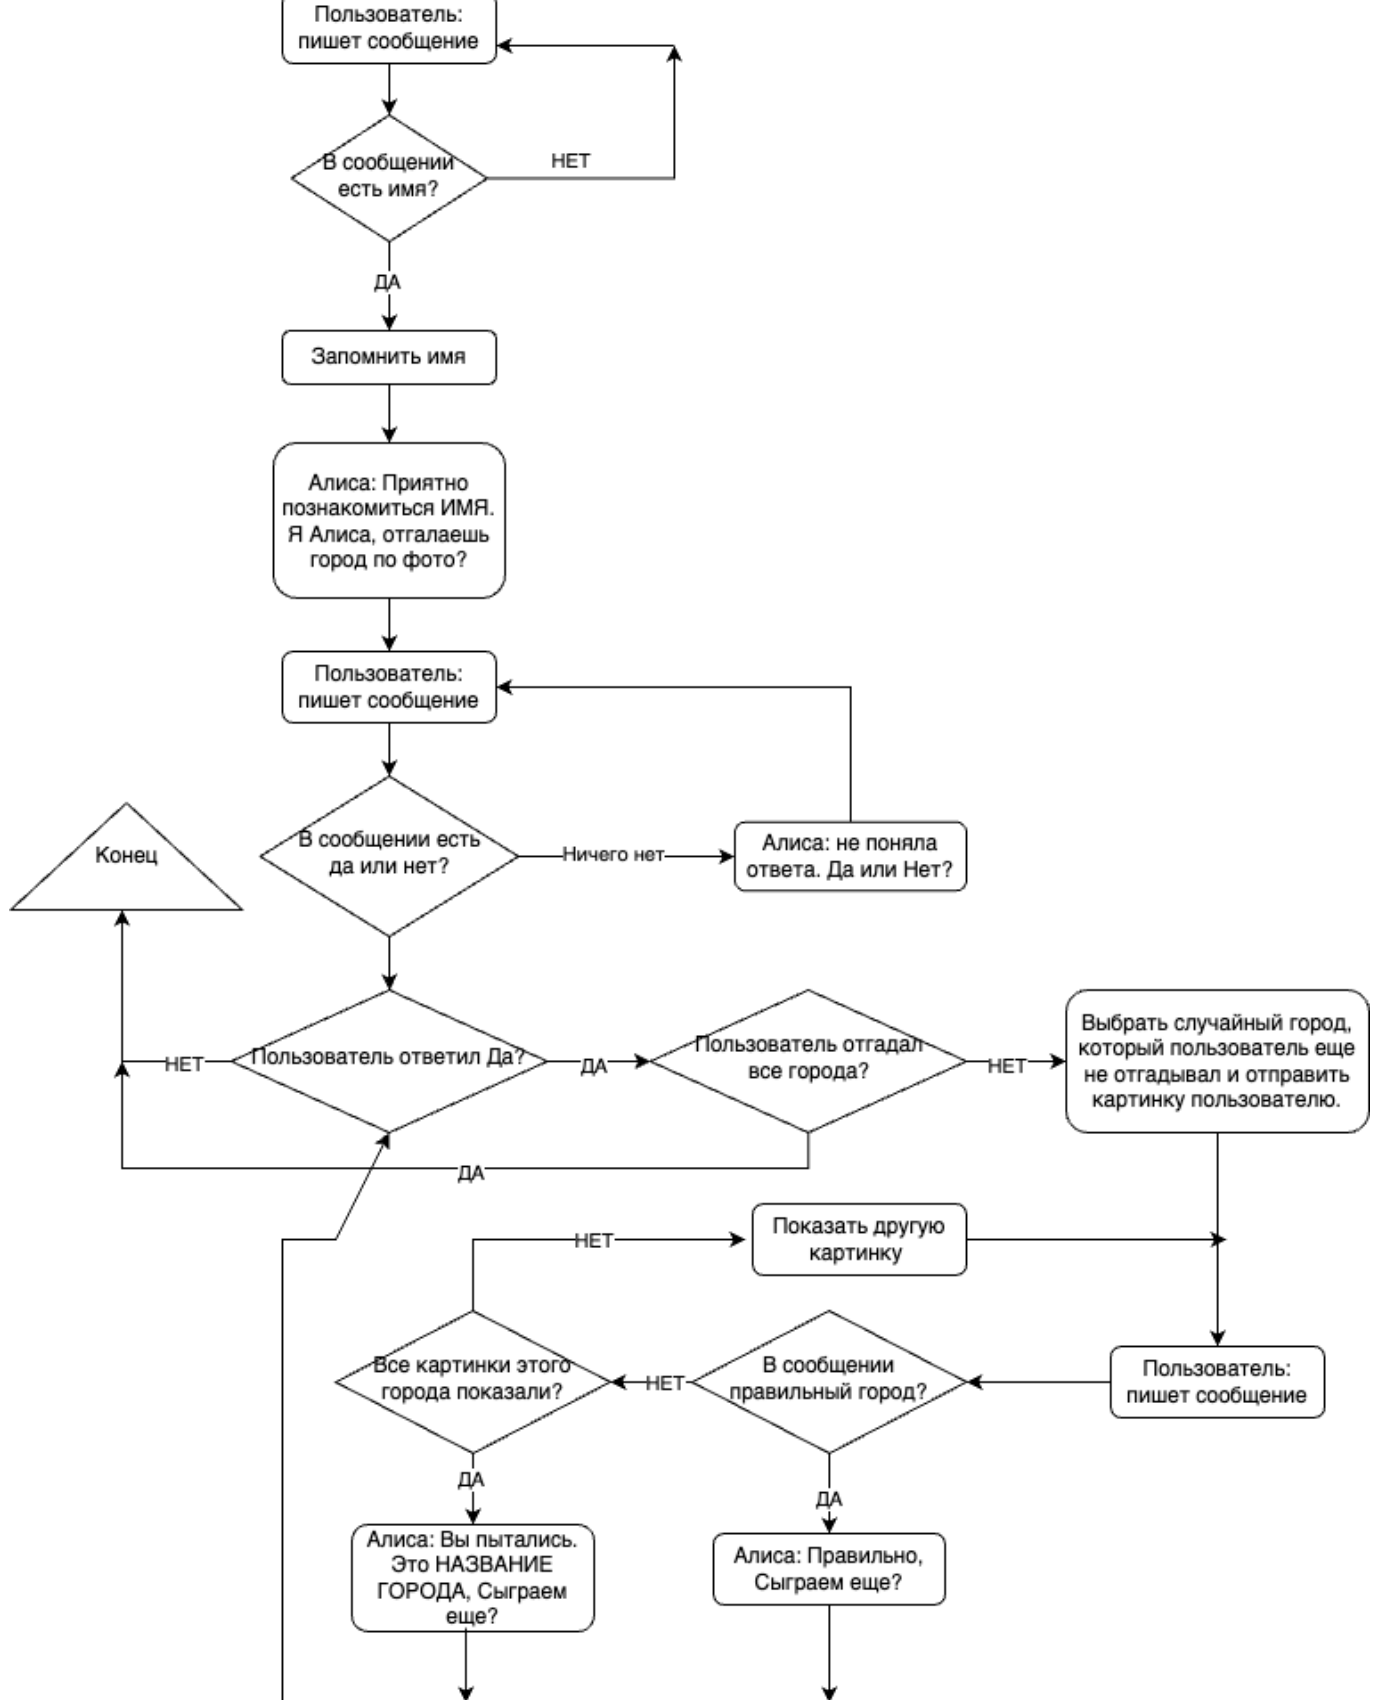 Пользователь:
пишет сообщение
В сообщении
есть имя?
НЕТ
ДА
Запомнить имя
Алиса: Приятно
познакомиться ИМЯ.
Я Алиса, отгалаешь
город по фото?
Пользователь:
пишет сообщение
В сообщении есть
да или нет?
Ничего нет
Алиса: не поняла
ответа. Да или Нет?
Конец
Пользователь ответил Да?
НЕТ
ДА
Пользователь отгадал
все города?
НЕТ
Выбрать случайный город,
который пользователь еще
не отгадывал и отправить
картинку пользователю.
ДА
НЕТ
Показать другую
картинку
Все картинки этого
города показали?
НЕТ
В сообщении
правильный город?
Пользователь:
пишет сообщение
ДА
ДА
Алиса: Вы пытались.
Это НАЗВАНИЕ
ГОРОДА, Сыграем
еще?
Алиса: Правильно,
Сыграем еще?